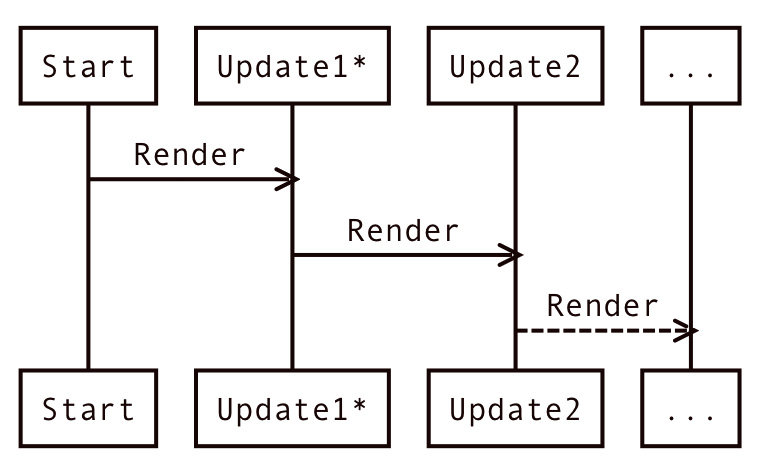 Start
Update1*
Update2
...
Render
Render
Render
Start
Update1*
Update2
...